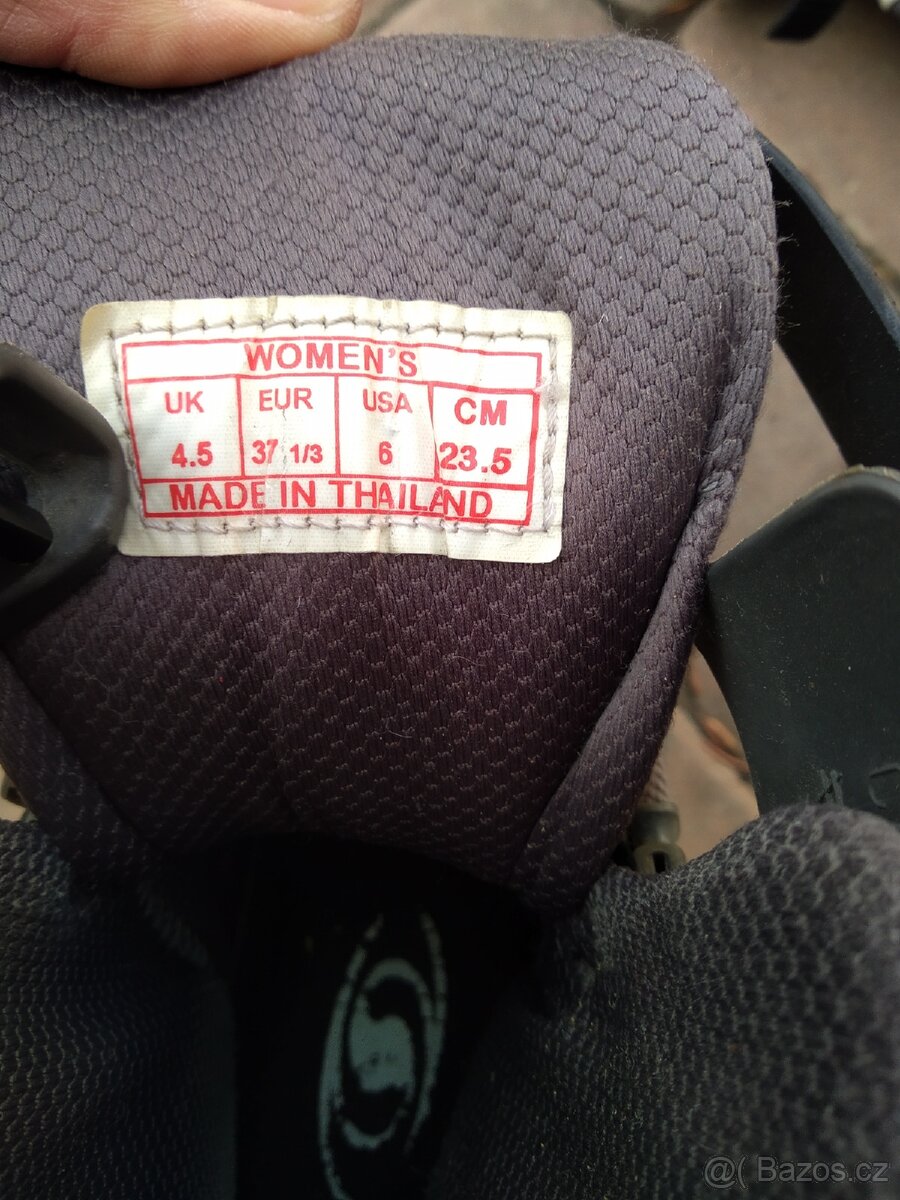 WOMEN'S
UK EUR USA CM
4.5 37 1/3 6 23.5
MADE IN THAILAND
@( Bazos.cz